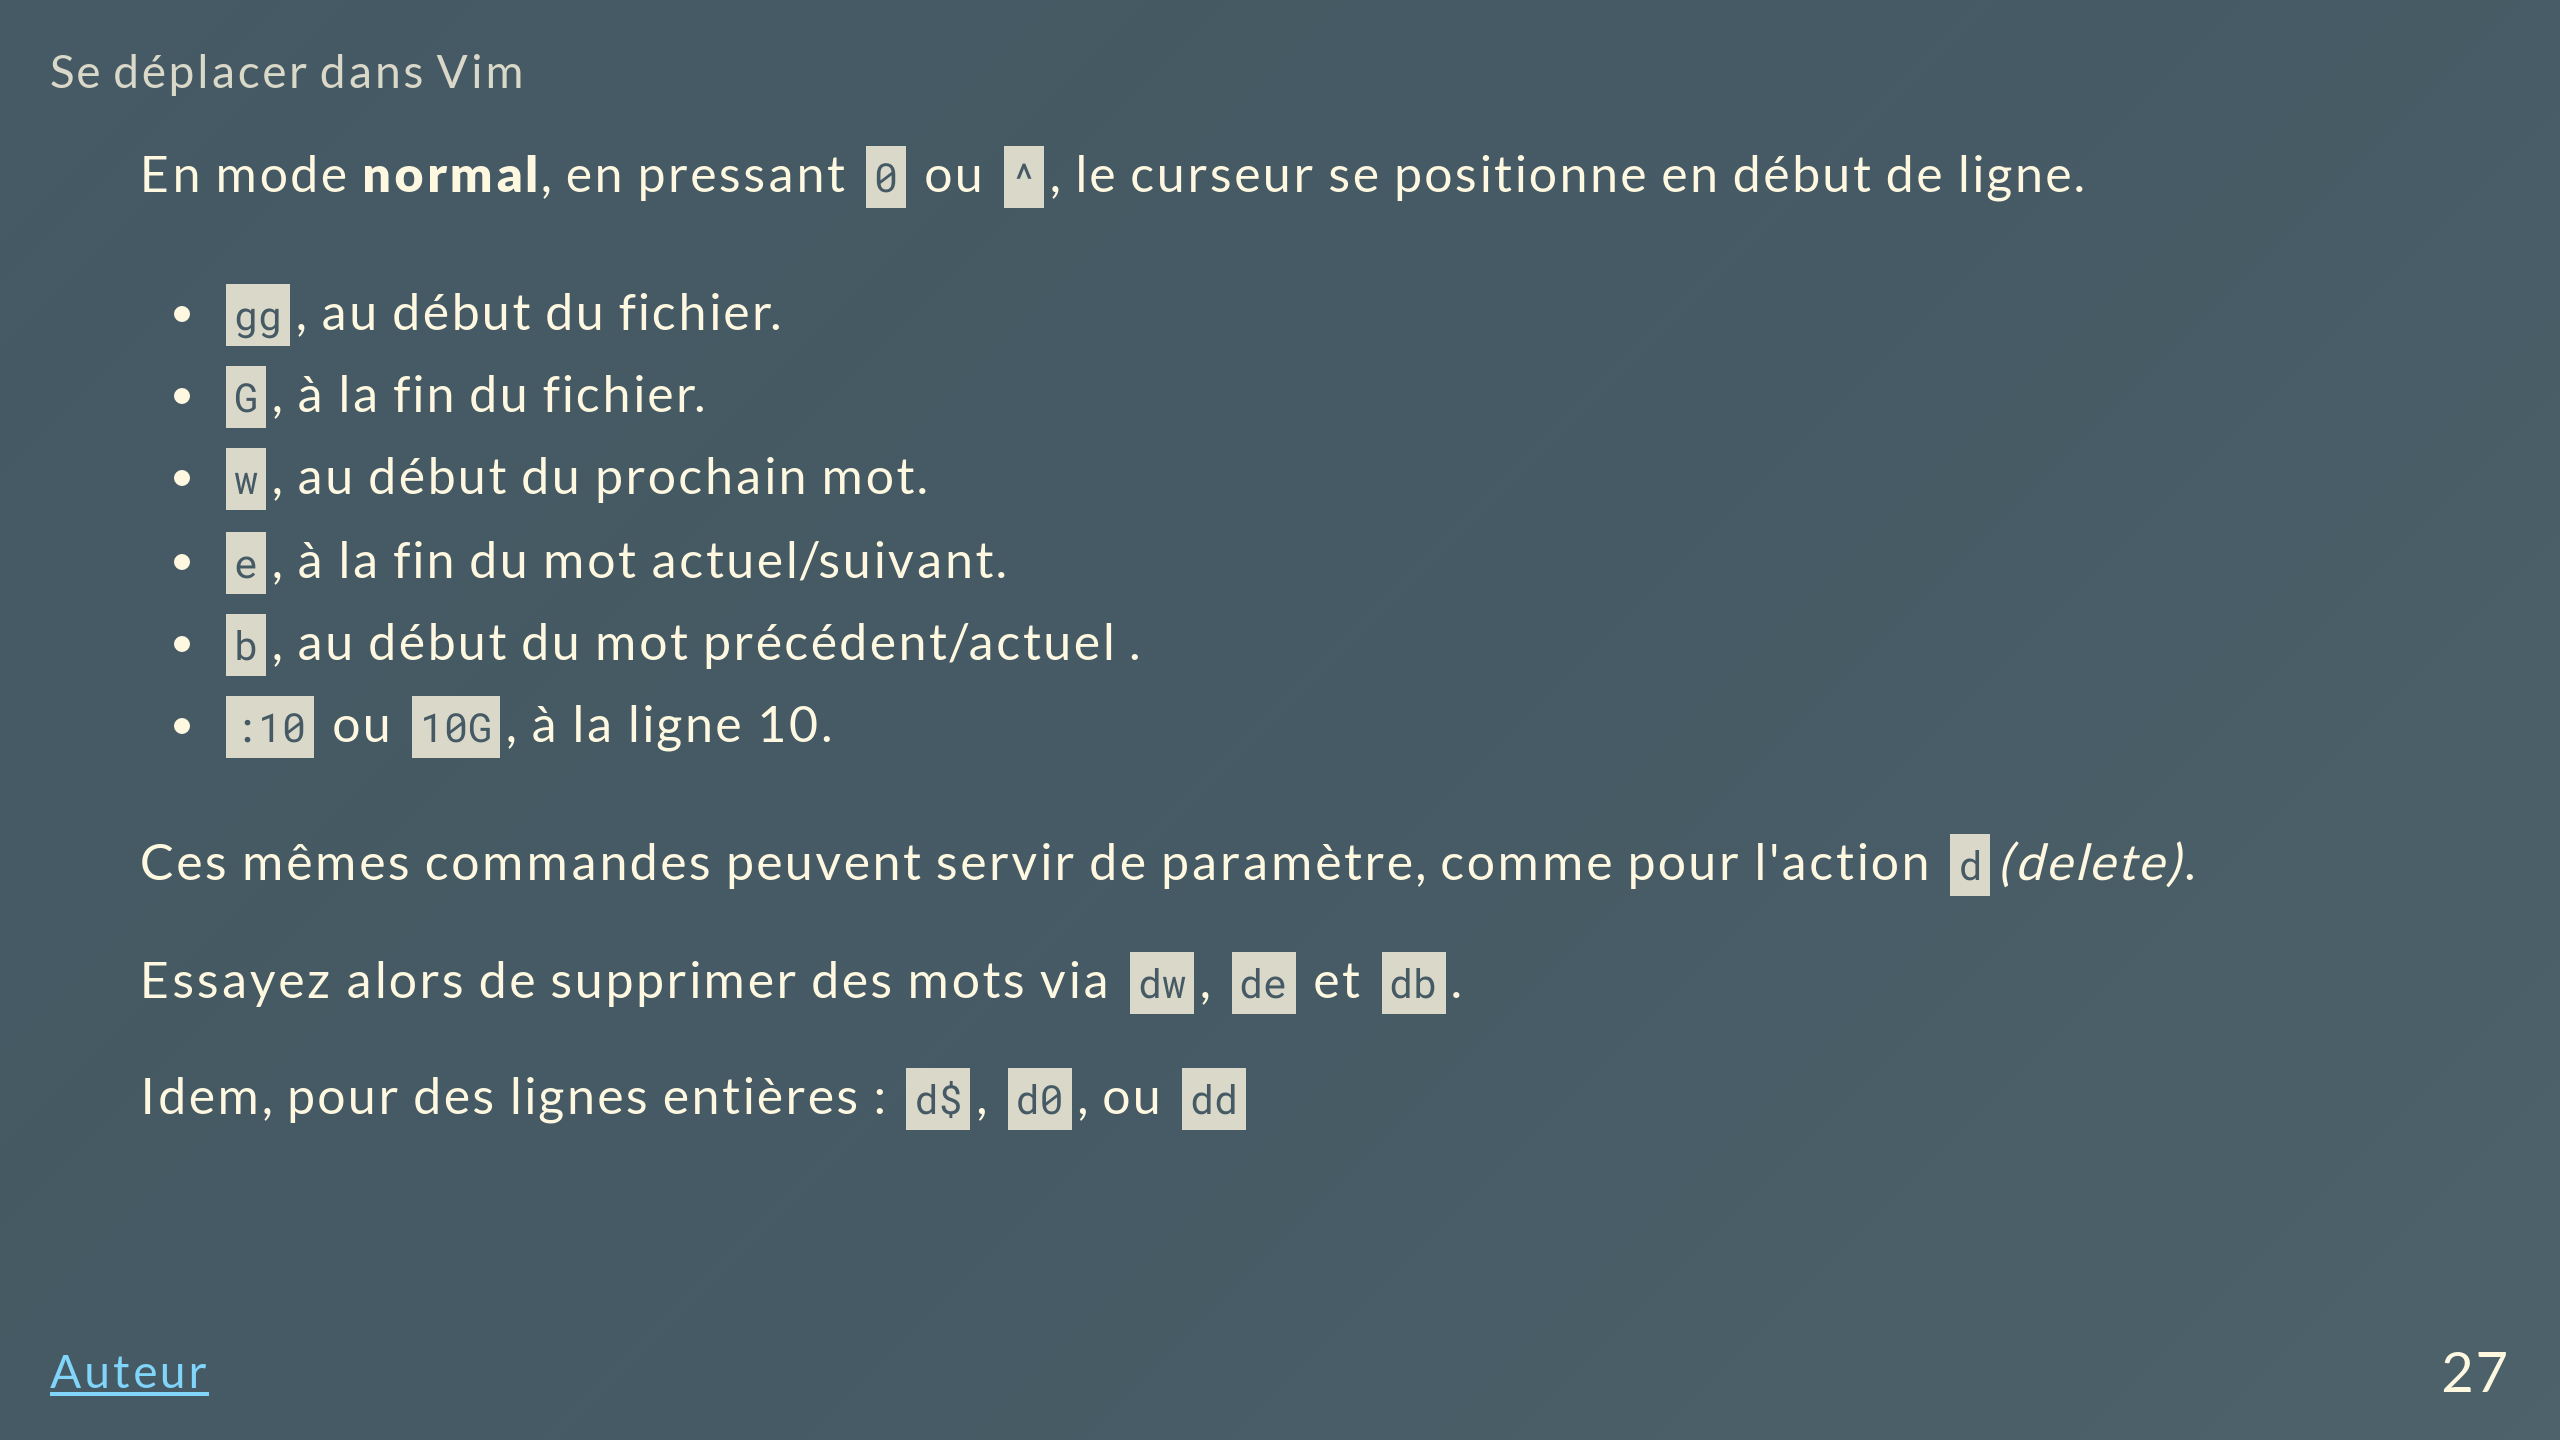 Se déplacer dans Vim
En mode normal, en pressant 0 ou ^, le curseur se positionne en début de ligne.
gg, au début du fichier.
G, à la fin du fichier.
w, au début du prochain mot.
e, à la fin du mot actuel/suivant.
b, au début du mot précédent/actuel .
:10 ou 10G, à la ligne 10.
Ces mêmes commandes peuvent servir de paramètre, comme pour l'action d (delete).
Essayez alors de supprimer des mots via dw, de et db.
Idem, pour des lignes entières : d$, d0, ou dd
Auteur
27